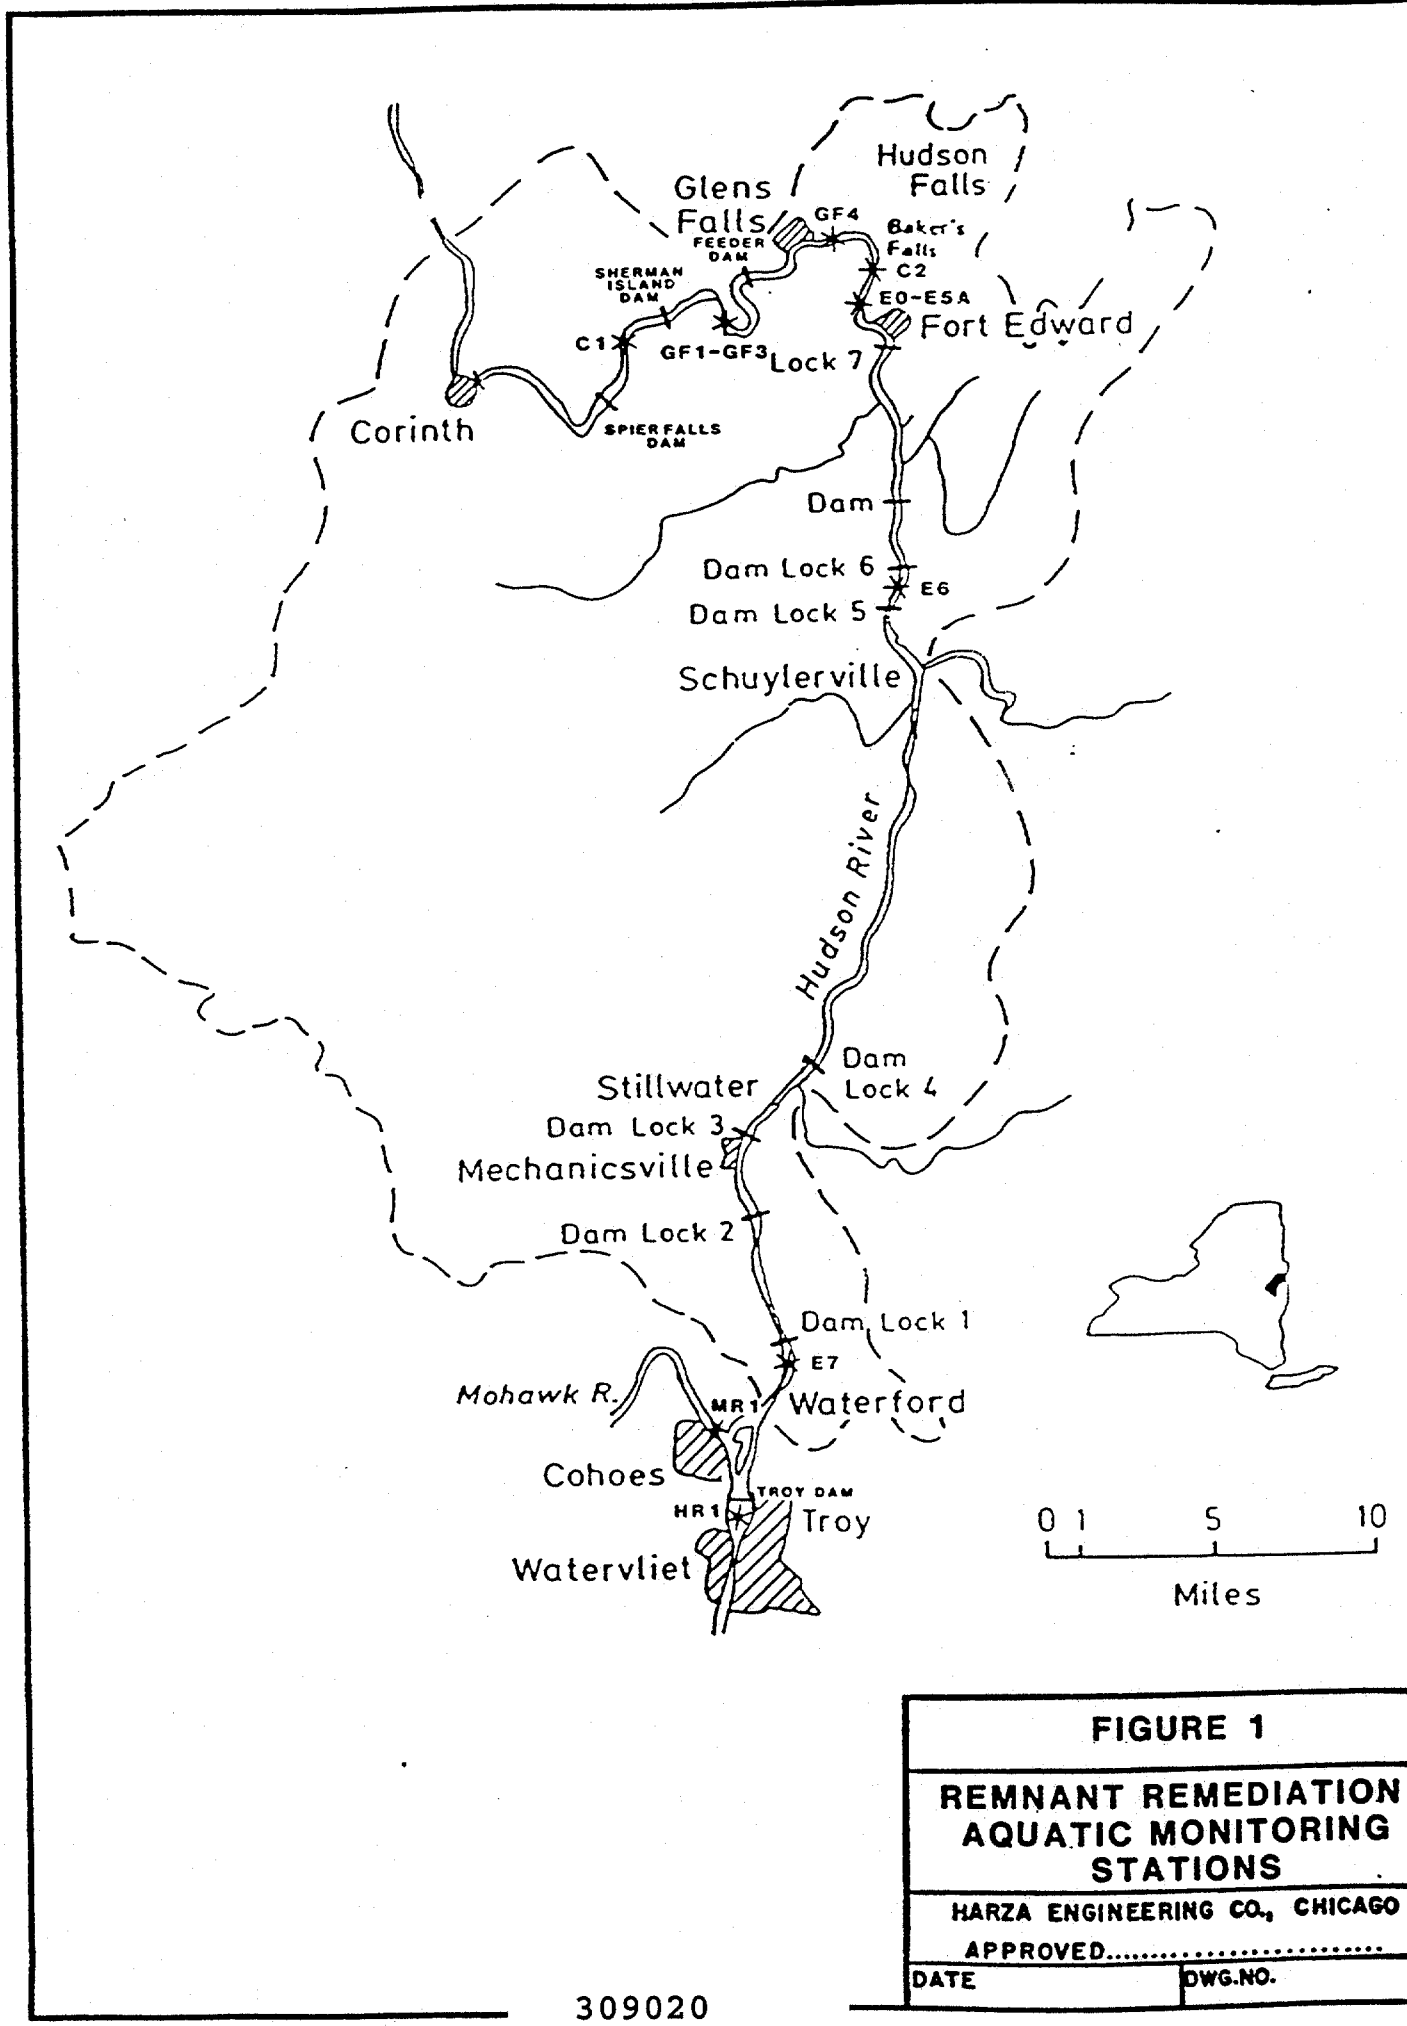 Hudson
Falls
Glens
Falls
GF4
Baker's
Falls
FEEDER
DAM
C2
SHERMAN
ISLAND
DAM
E0-E5A
Fort Edward
C1
GF1-GF3
Lock 7
Corinth
SPIER FALLS
DAM
Dam
Dam Lock 6
E6
Dam Lock 5
Schuylerville
Hudson River
Dam
Lock 4
Stillwater
Dam Lock 3
Mechanicsville
Dam Lock 2
Dam Lock 1
E7
Mohawk R.
MR1
Waterford
Cohoes
TROY DAM
HR1
Troy
Watervliet
0 1 5 10
Miles
FIGURE 1
REMNANT REMEDIATION
AQUATIC MONITORING
STATIONS
HARZA ENGINEERING CO., CHICAGO
APPROVED..............................
DATE
DWG.NO.
309020